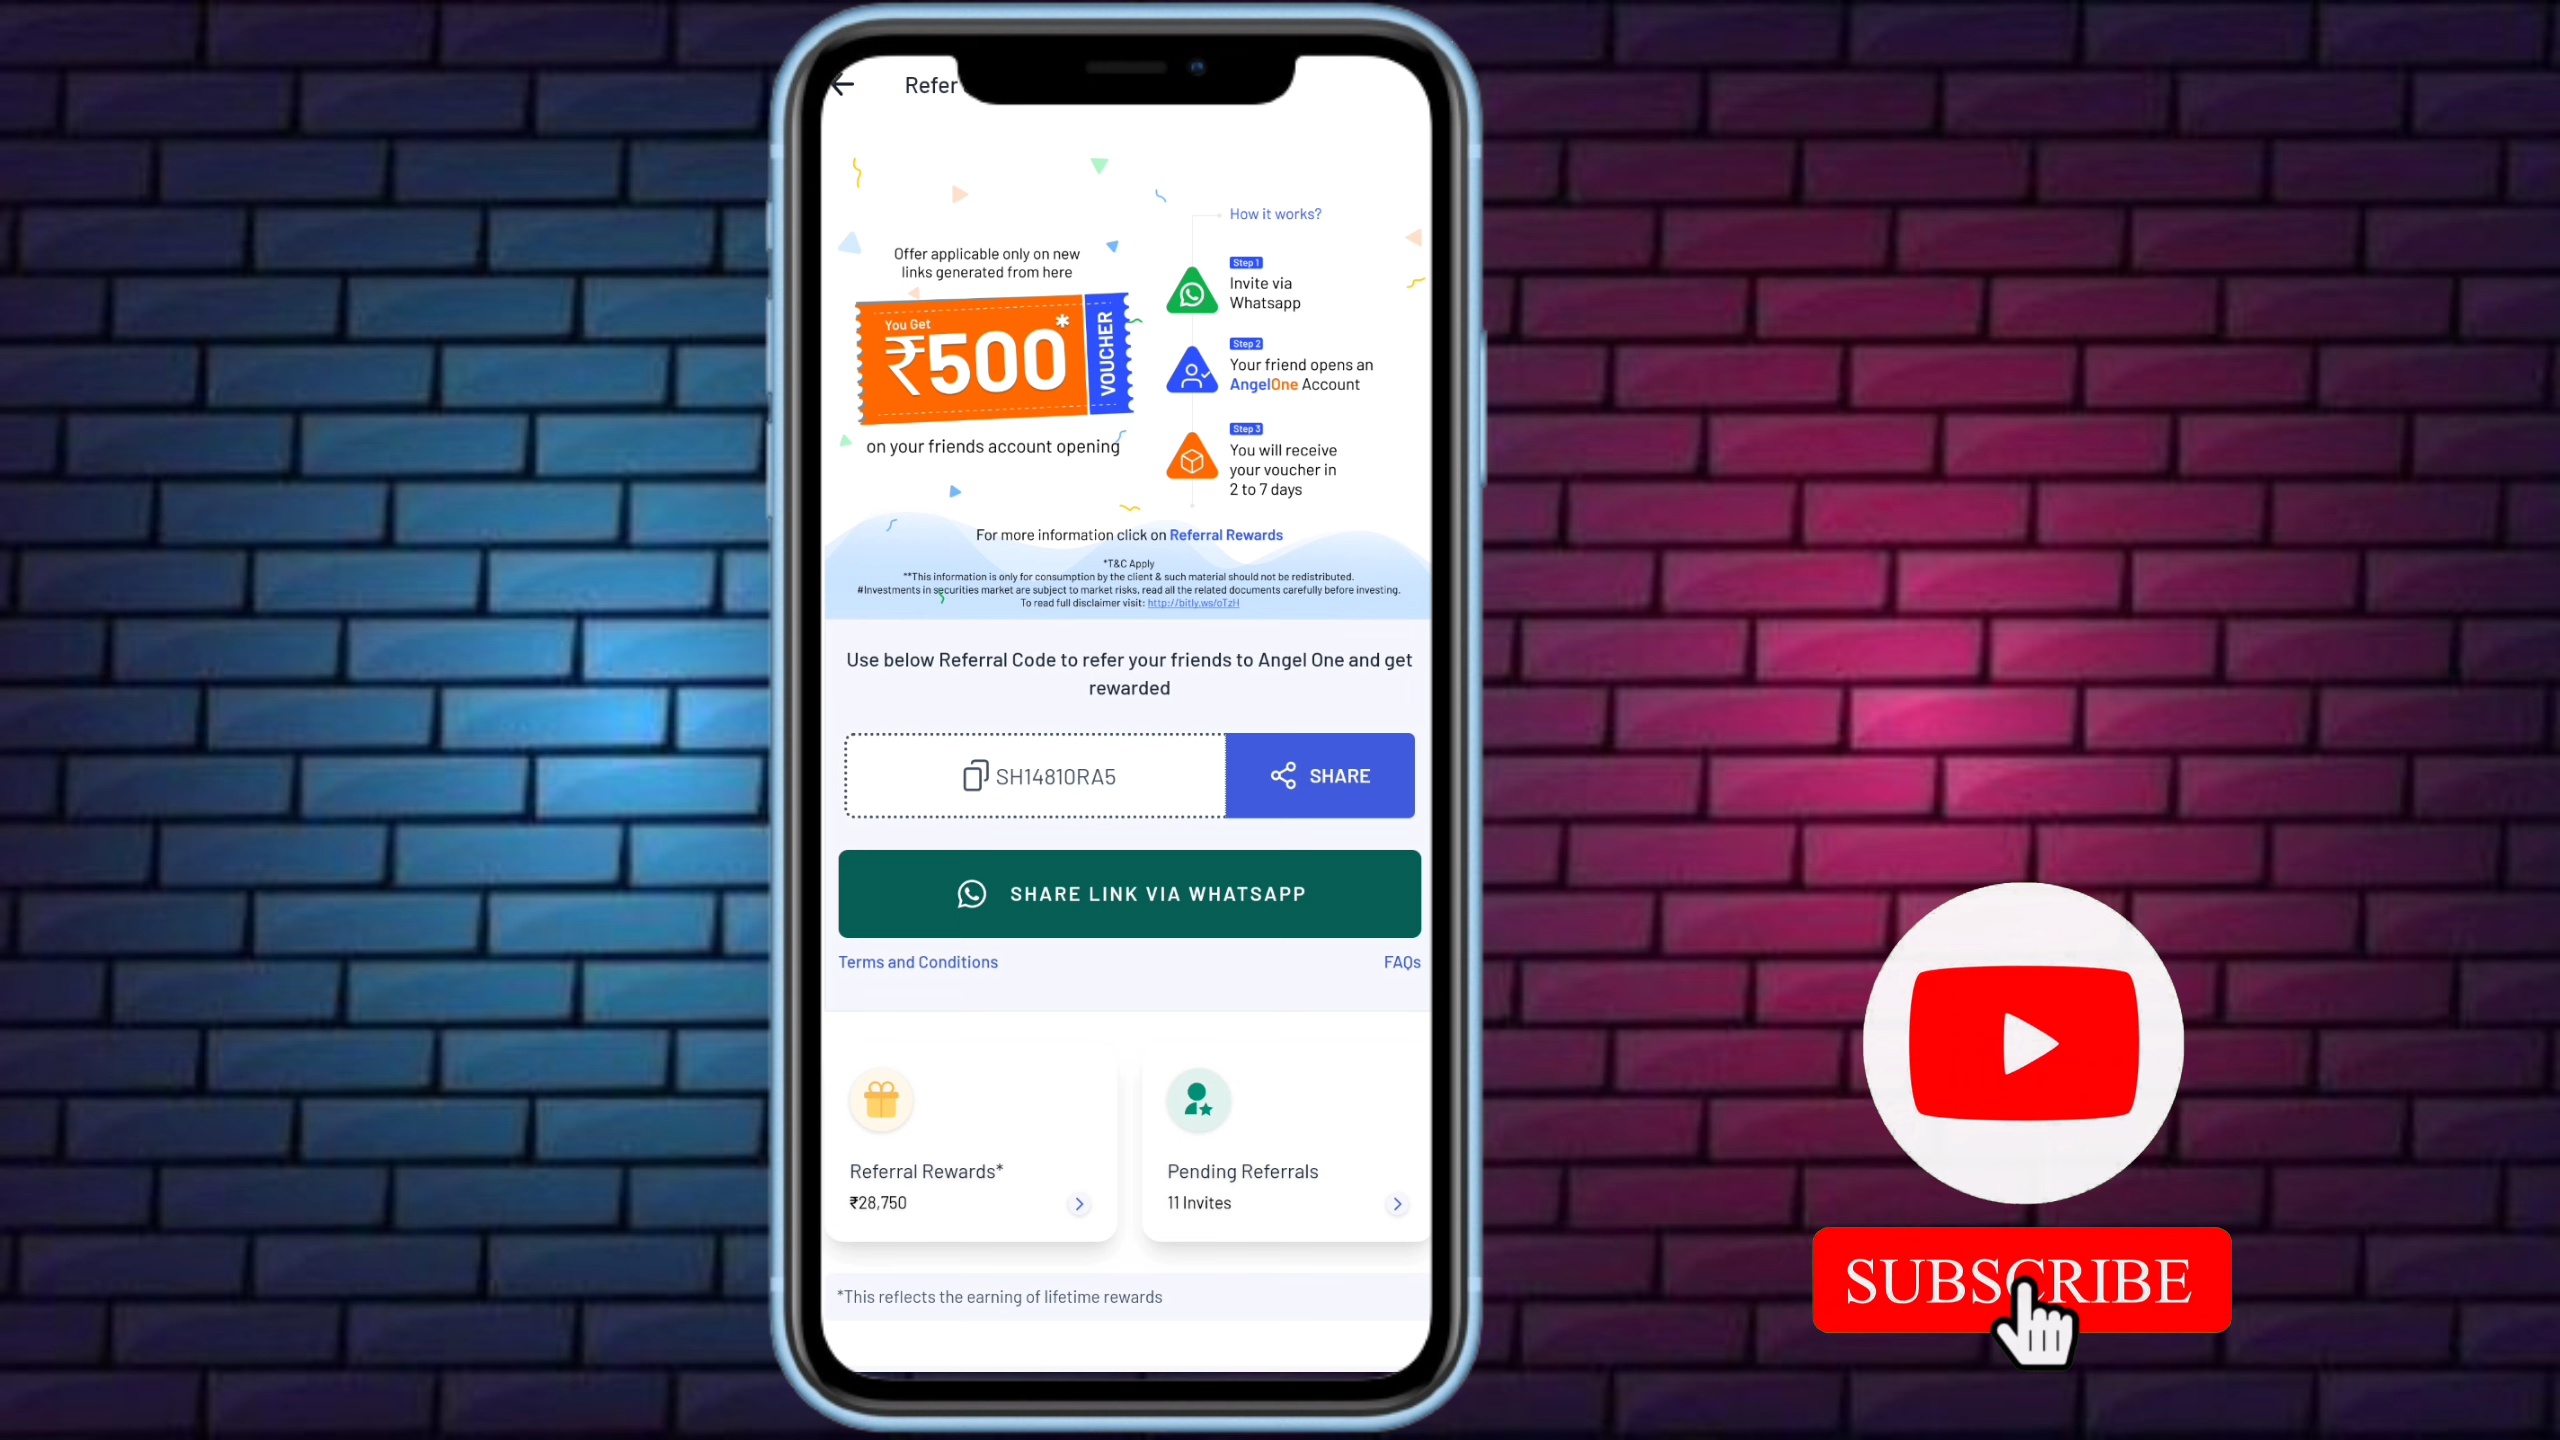 Refer
Offer applicable only on new
links generated from here
You Get
₹500*
VOUCHER
on your friends account opening
How it works?
Step 1
Invite via
Whatsapp
Step 2
Your friend opens an
AngelOne Account
Step 3
You will receive
your voucher in
2 to 7 days
For more information click on Referral Rewards
*T&C Apply
**This information is only for consumption by the client & such material should not be redistributed.
#Investments in securities market are subject to market risks, read all the related documents carefully before investing.
To read full disclaimer visit: http://bitly.ws/oTzH
Use below Referral Code to refer your friends to Angel One and get
rewarded
SH14810RA5
SHARE
SHARE LINK VIA WHATSAPP
Terms and Conditions
FAQs
Referral Rewards*
₹28,750
Pending Referrals
11 Invites
*This reflects the earning of lifetime rewards
SUBSCRIBE